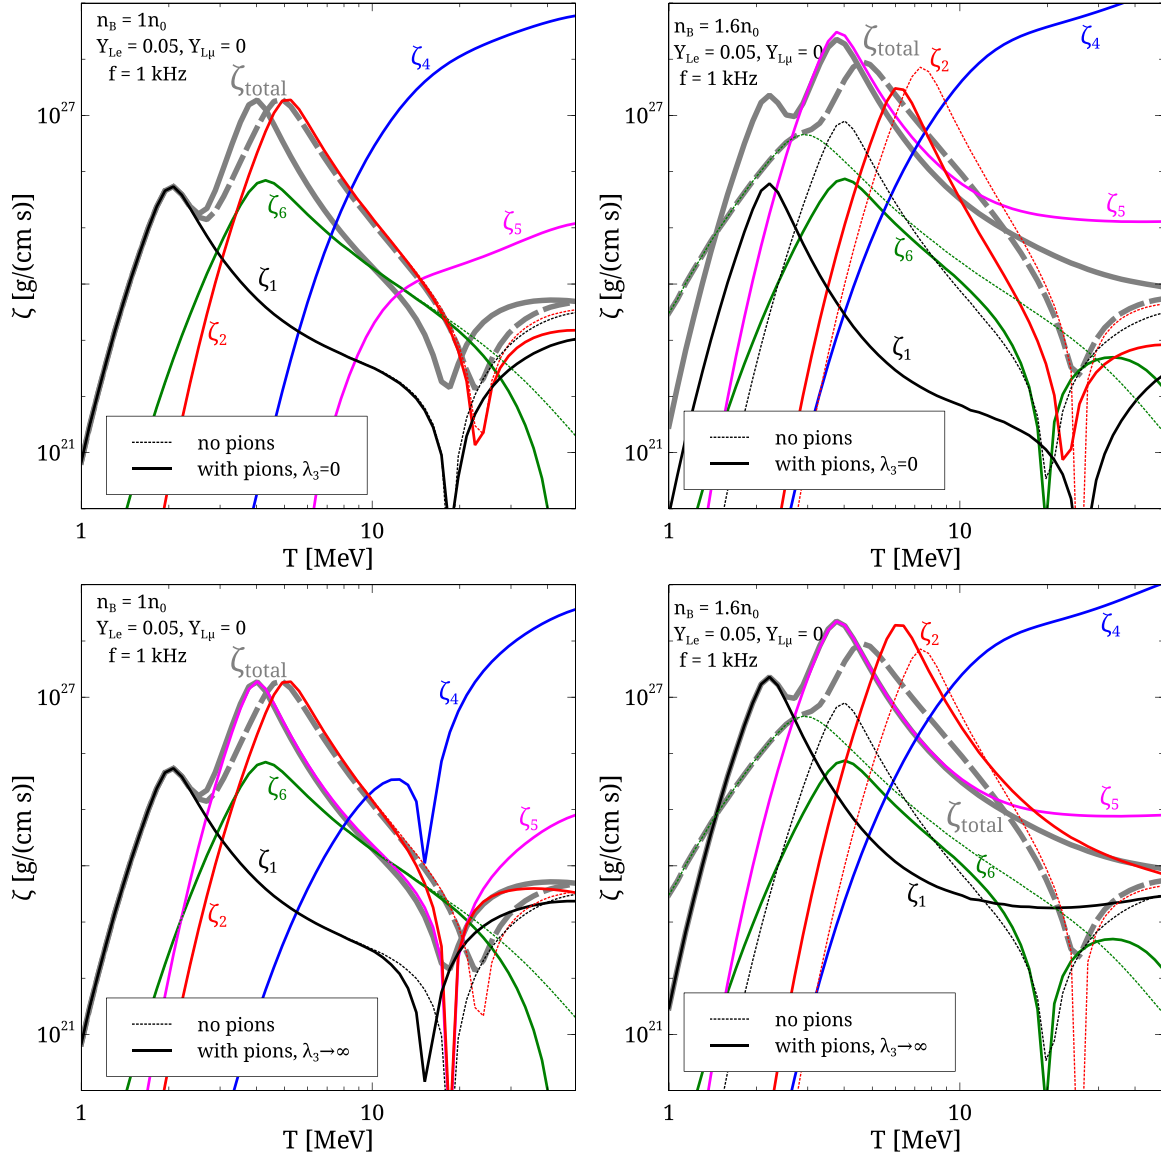 n_B = 1n_0
Y_Le = 0.05, Y_Lμ = 0
f = 1 kHz
ζ_total
ζ_4
ζ_6
ζ_5
ζ_1
ζ_2
10^27
10^21
ζ [g/(cm s)]
no pions
with pions, λ_3=0
1
10
T [MeV]
n_B = 1.6n_0
Y_Le = 0.05, Y_Lμ = 0
f = 1 kHz
ζ_total
ζ_2
ζ_4
ζ_5
ζ_6
ζ_1
10^27
10^21
ζ [g/(cm s)]
no pions
with pions, λ_3=0
1
10
T [MeV]
n_B = 1n_0
Y_Le = 0.05, Y_Lμ = 0
f = 1 kHz
ζ_total
ζ_4
ζ_6
ζ_5
ζ_1
ζ_2
10^27
10^21
ζ [g/(cm s)]
no pions
with pions, λ_3→∞
1
10
T [MeV]
n_B = 1.6n_0
Y_Le = 0.05, Y_Lμ = 0
f = 1 kHz
ζ_2
ζ_4
ζ_5
ζ_total
ζ_6
ζ_1
10^27
10^21
ζ [g/(cm s)]
no pions
with pions, λ_3→∞
1
10
T [MeV]